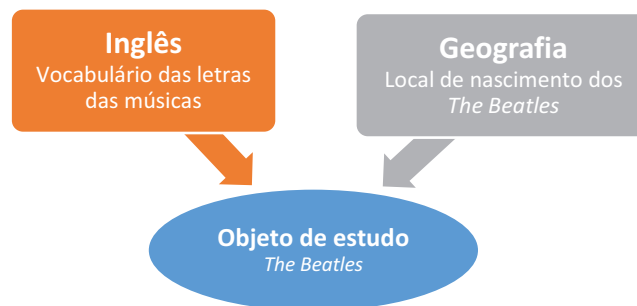 Inglês
Vocabulário das letras
das músicas
Geografia
Local de nascimento dos
The Beatles
Objeto de estudo
The Beatles